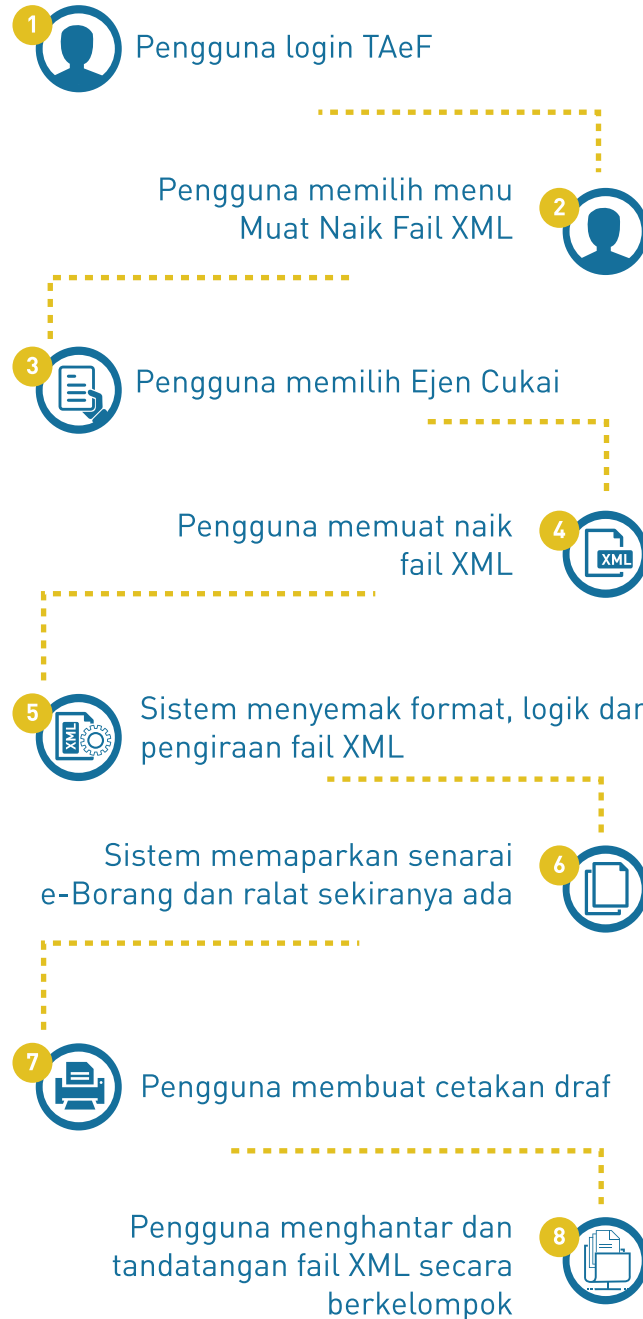 1
Pengguna login TAeF
Pengguna memilih menu
Muat Naik Fail XML
2
3
Pengguna memilih Ejen Cukai
Pengguna memuat naik
fail XML
4
XML
5
XML
Sistem menyemak format, logik dan
pengiraan fail XML
Sistem memaparkan senarai
e-Borang dan ralat sekiranya ada
6
7
Pengguna membuat cetakan draf
Pengguna menghantar dan
tandatangan fail XML secara
berkelompok
8